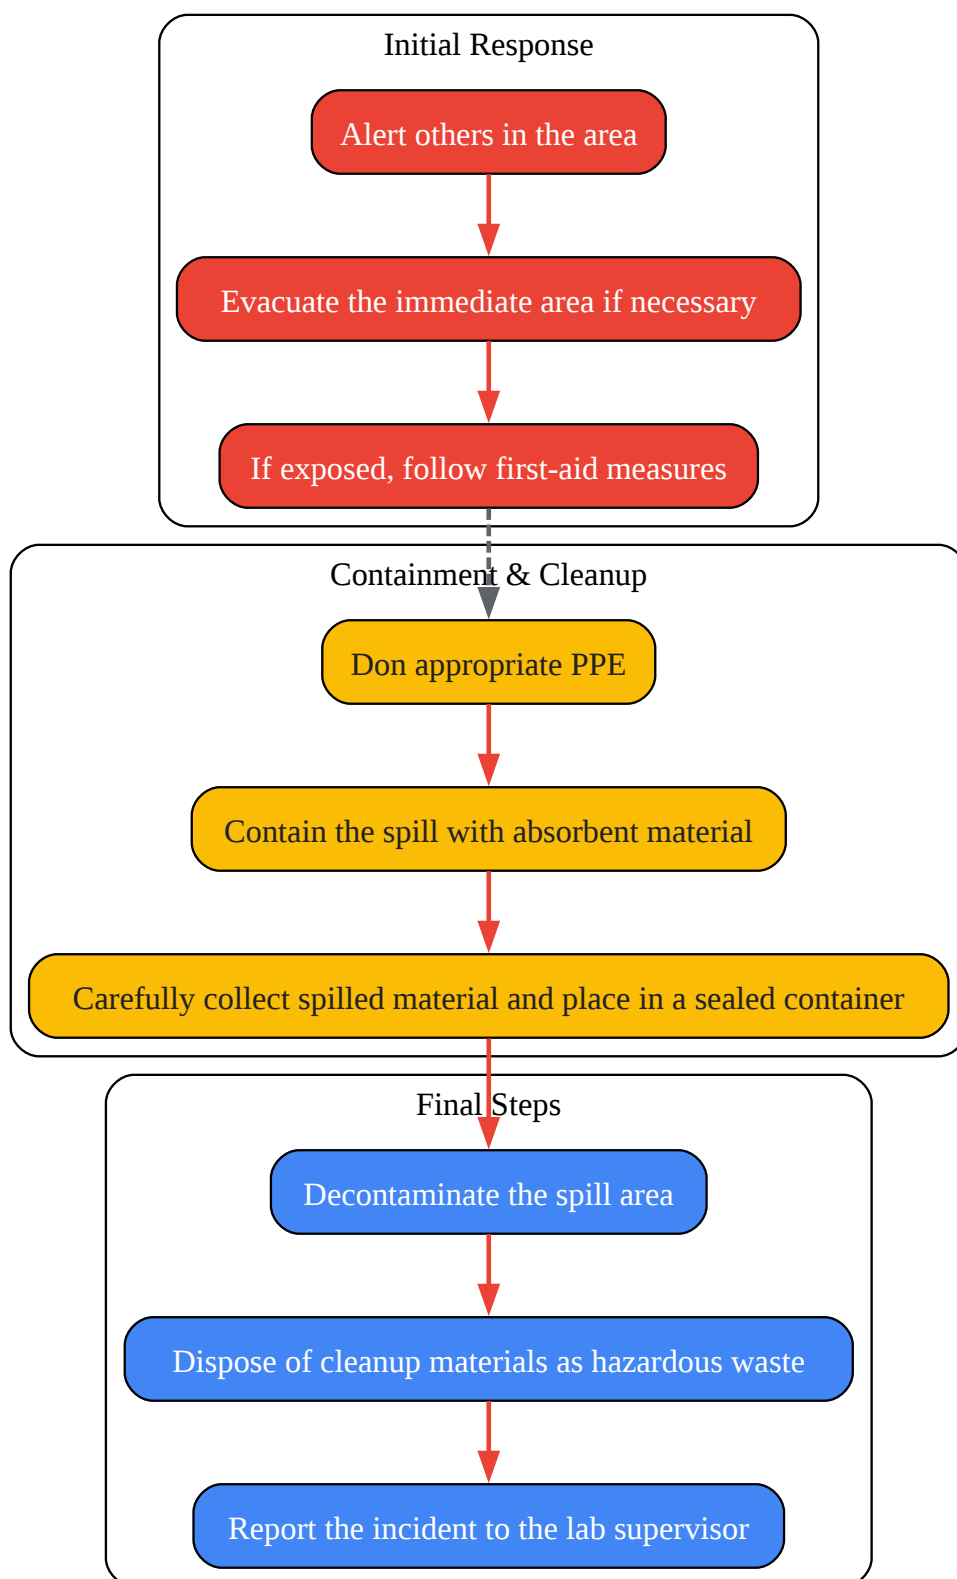 Initial Response
Alert others in the area
Evacuate the immediate area if necessary
If exposed, follow first-aid measures
Containment & Cleanup
Don appropriate PPE
Contain the spill with absorbent material
Carefully collect spilled material and place in a sealed container
Final Steps
Decontaminate the spill area
Dispose of cleanup materials as hazardous waste
Report the incident to the lab supervisor